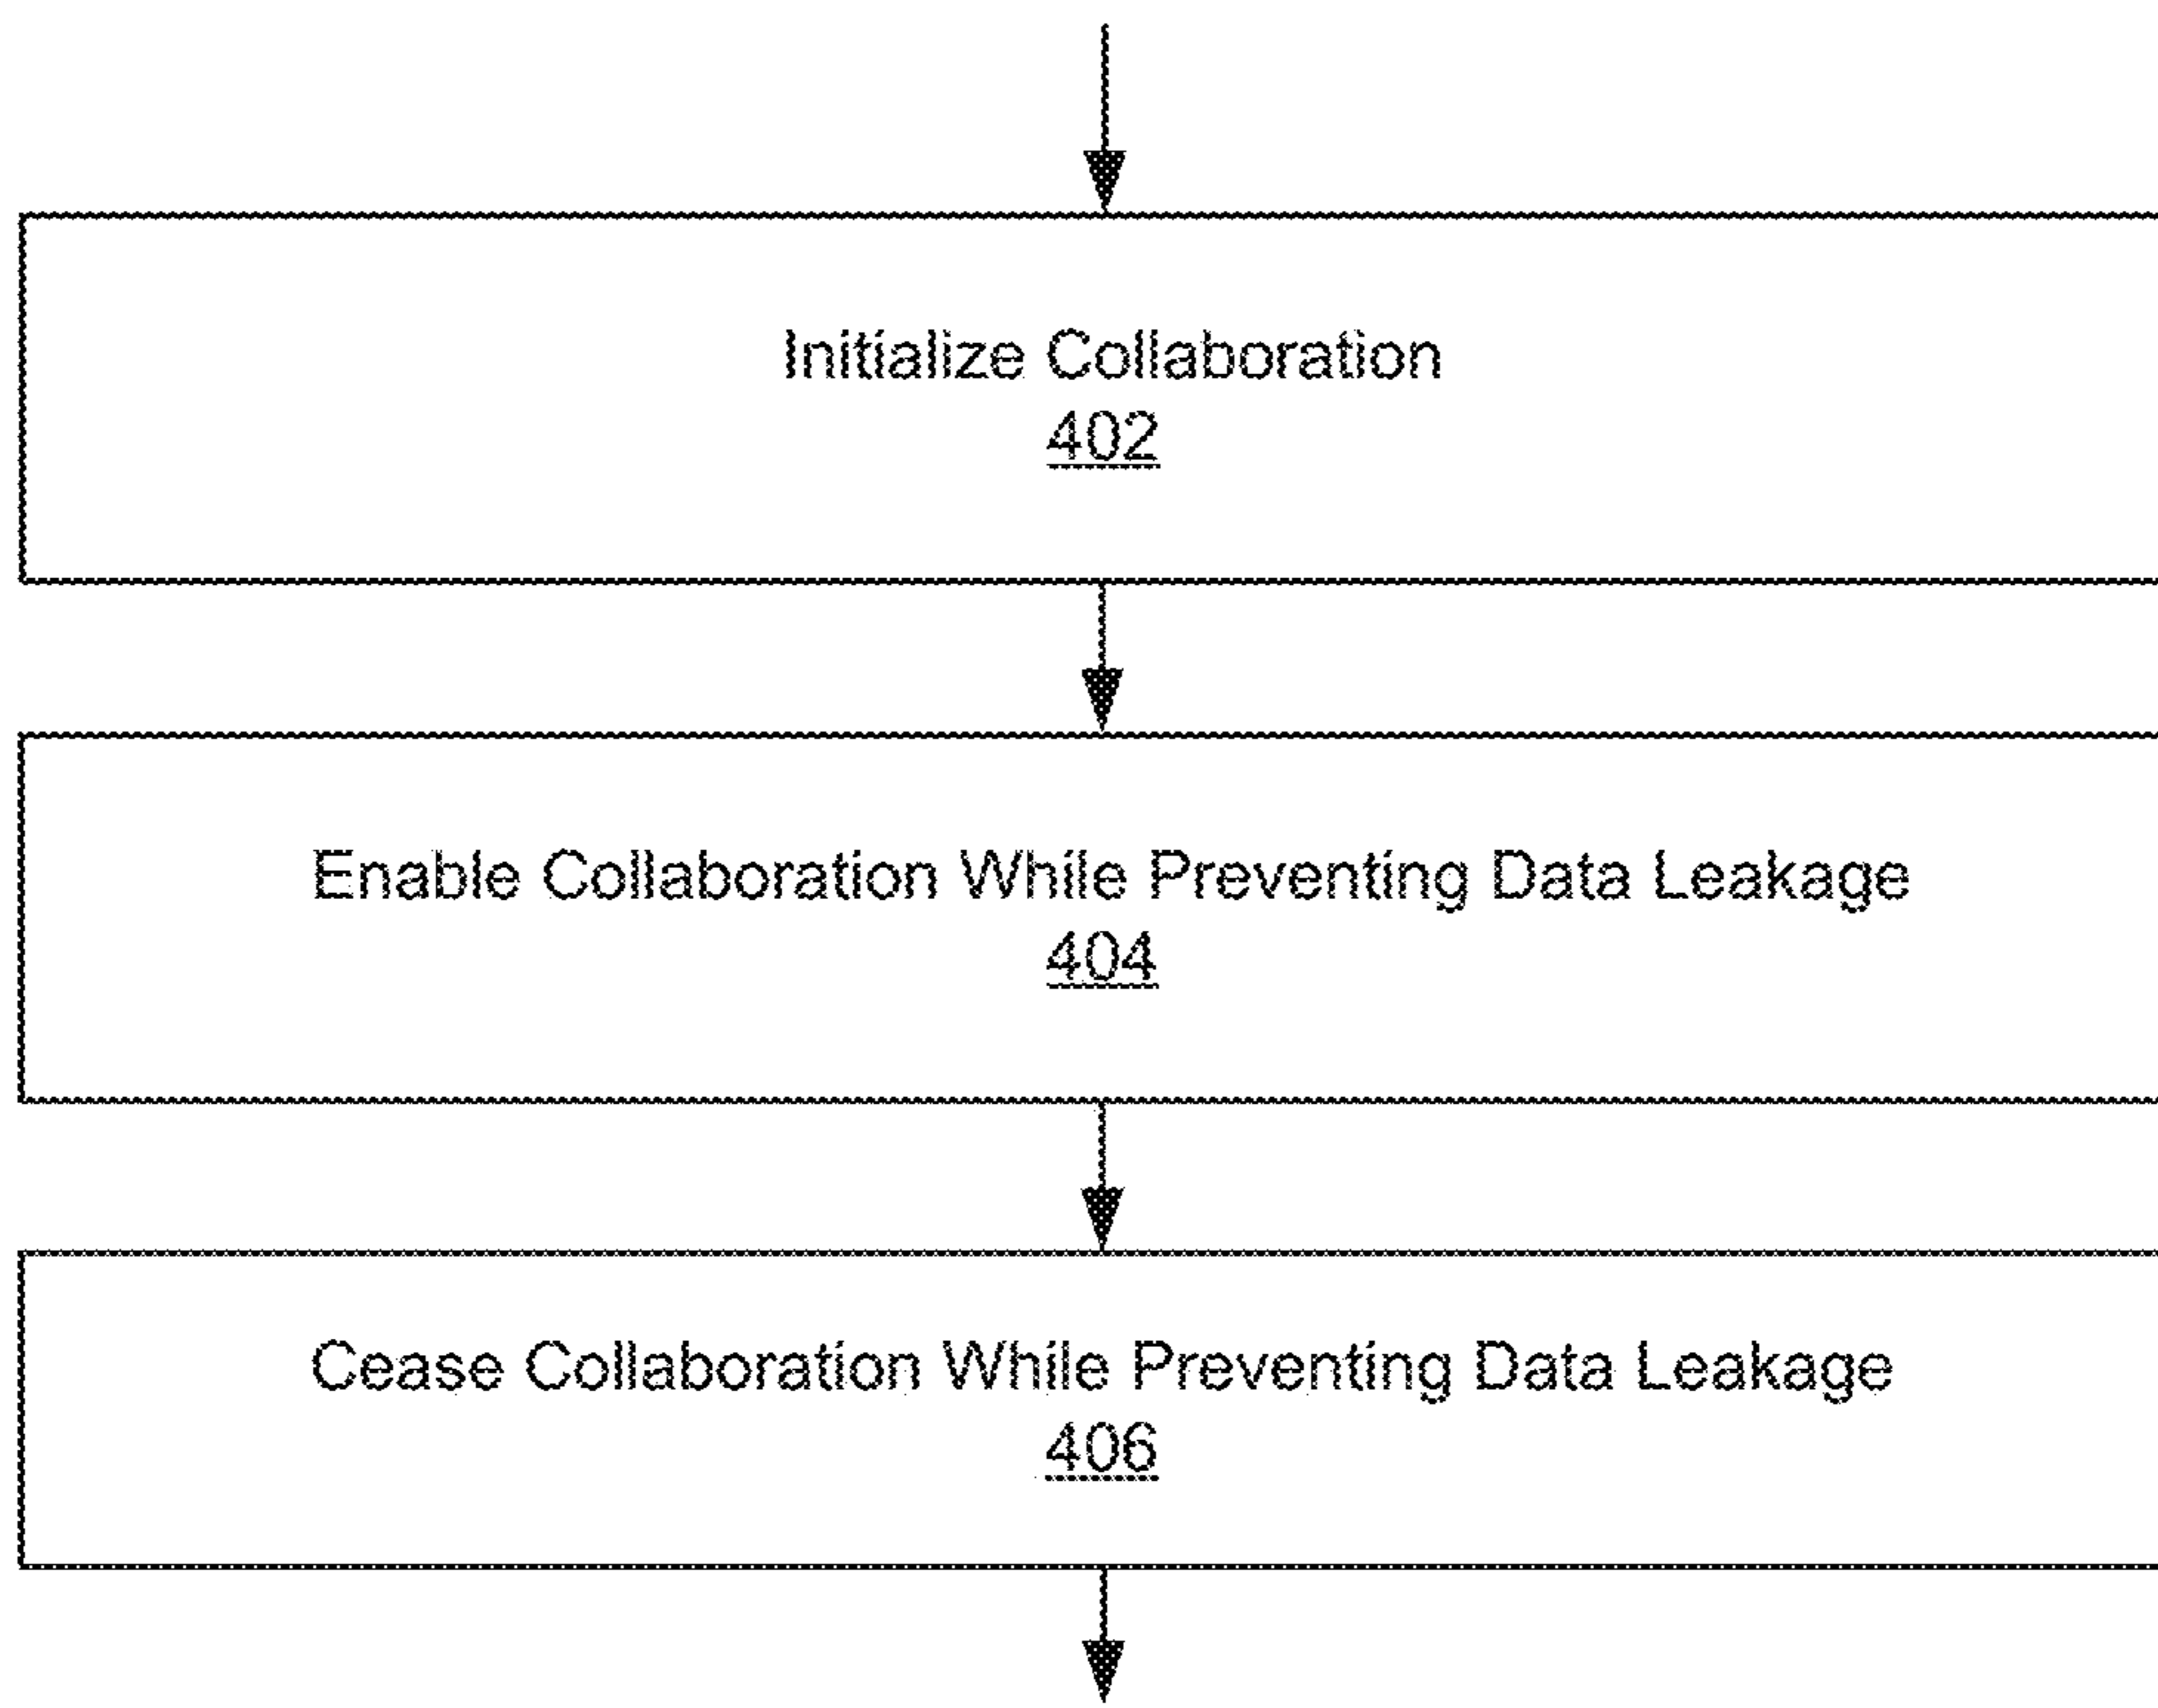 Initialize Collaboration
402
Enable Collaboration While Preventing Data Leakage
404
Cease Collaboration While Preventing Data Leakage
406